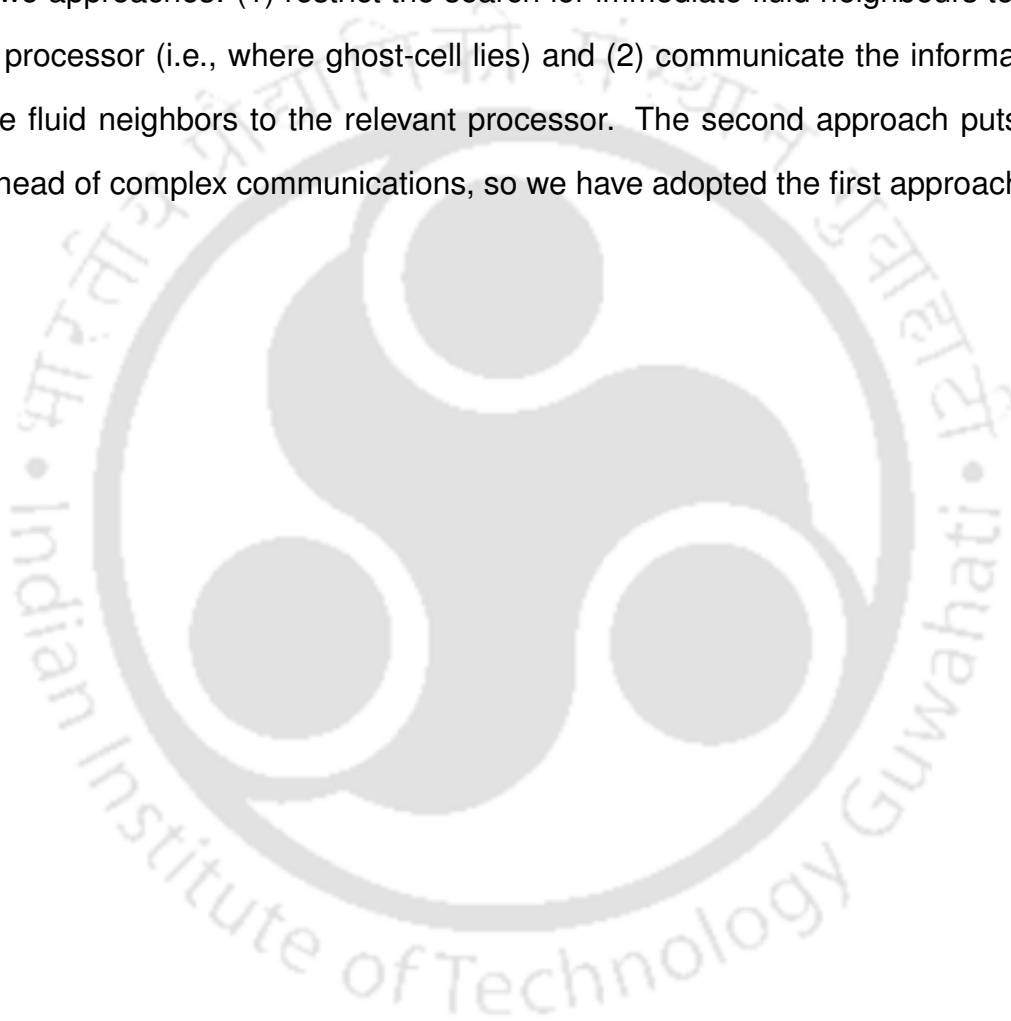 wo approaches: (1) restrict the search for immediate fluid neighbours to
processor (i.e., where ghost-cell lies) and (2) communicate the informa
e fluid neighbors to the relevant processor. The second approach puts
head of complex communications, so we have adopted the first approach
भारतीय प्रौद्योगिकी संस्थान गुवाहाटी
• Indian Institute of Technology Guwahati •